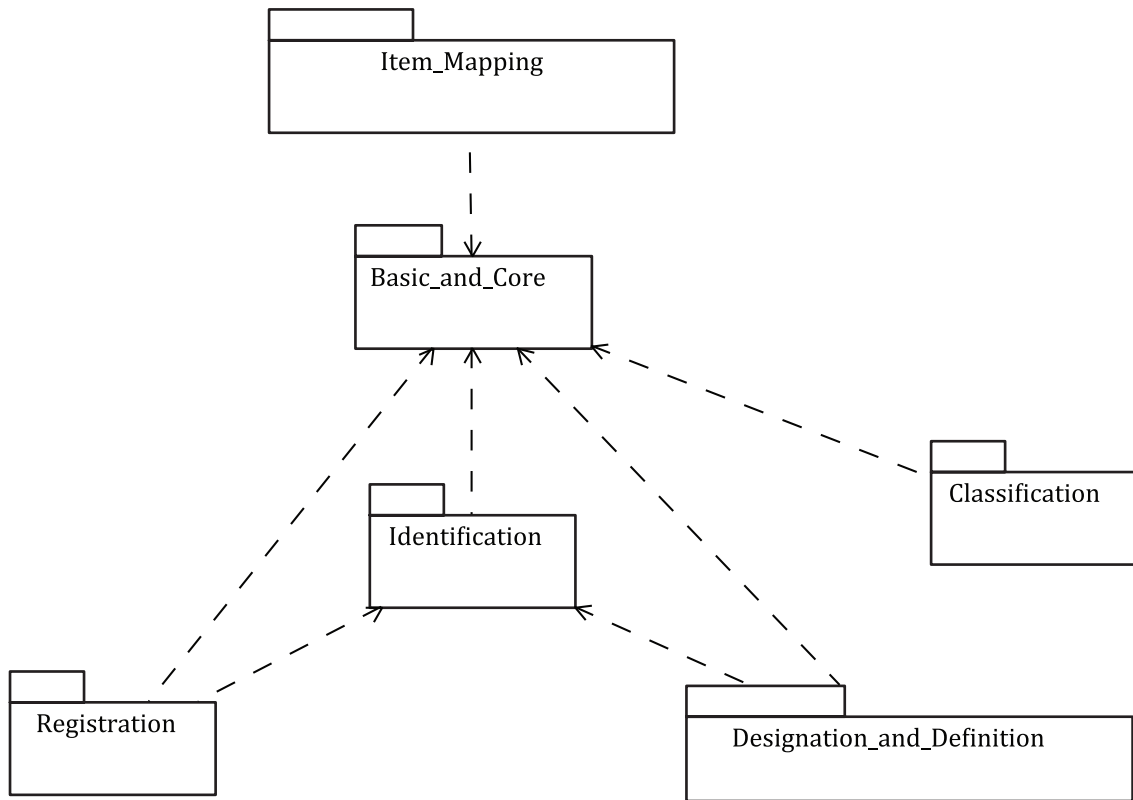 Item_Mapping
Basic_and_Core
Classification
Identification
Registration
Designation_and_Definition